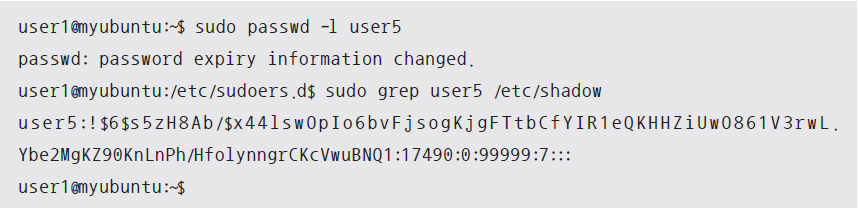 user1@myubuntu:~$ sudo passwd -l user5
passwd: password expiry information changed.
user1@myubuntu:/etc/sudoers.d$ sudo grep user5 /etc/shadow
user5:!$6$s5zH8Ab/$x44lswOpIo6bvFjsogKjgFTtbCfYIR1eQKHHZiUwO861V3rwL.
Ybe2MgKZ90KnLnPh/HfolynngrCKcVwuBNQ1:17490:0:99999:7:::
user1@myubuntu:~$